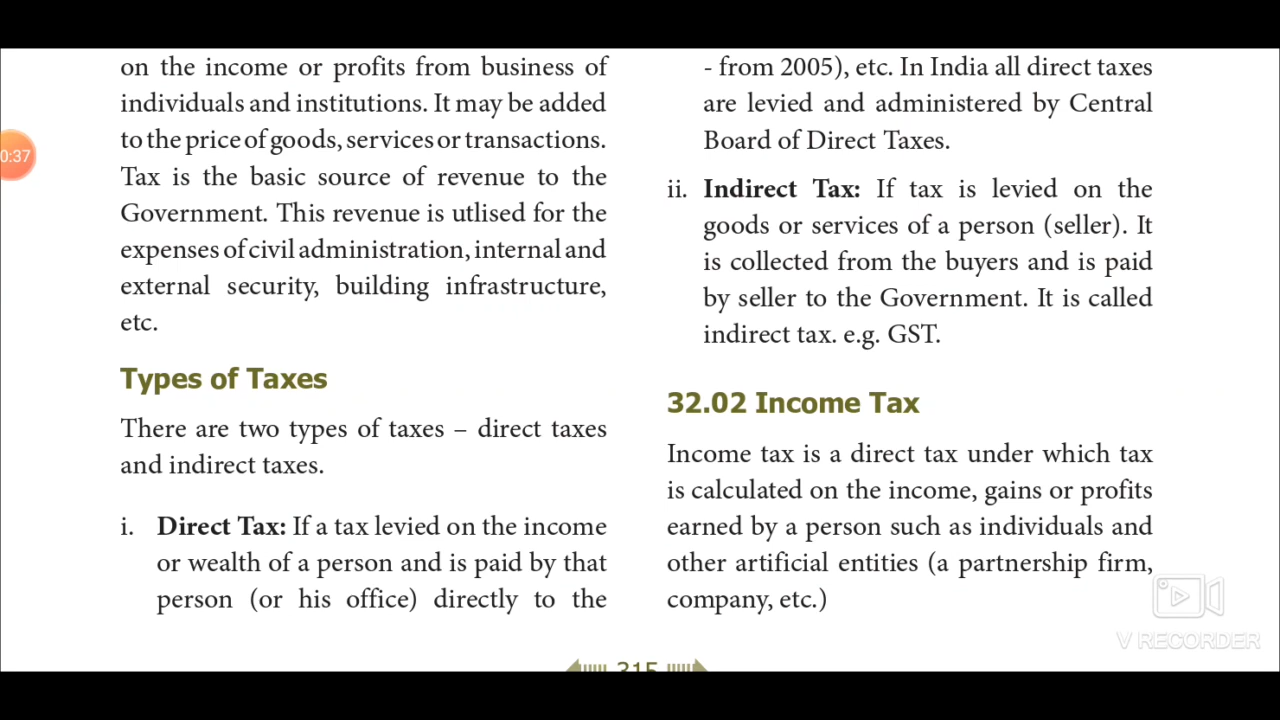 on the income or profits from business of
individuals and institutions. It may be added
to the price of goods, services or transactions.
Tax is the basic source of revenue to the
Government. This revenue is utlised for the
expenses of civil administration, internal and
external security, building infrastructure,
etc.
Types of Taxes
There are two types of taxes – direct taxes
and indirect taxes.
i. Direct Tax: If a tax levied on the income
or wealth of a person and is paid by that
person (or his office) directly to the
- from 2005), etc. In India all direct taxes
are levied and administered by Central
Board of Direct Taxes.
ii. Indirect Tax: If tax is levied on the
goods or services of a person (seller). It
is collected from the buyers and is paid
by seller to the Government. It is called
indirect tax. e.g. GST.
32.02 Income Tax
Income tax is a direct tax under which tax
is calculated on the income, gains or profits
earned by a person such as individuals and
other artificial entities (a partnership firm,
company, etc.)
315
0:37
V RECORDER